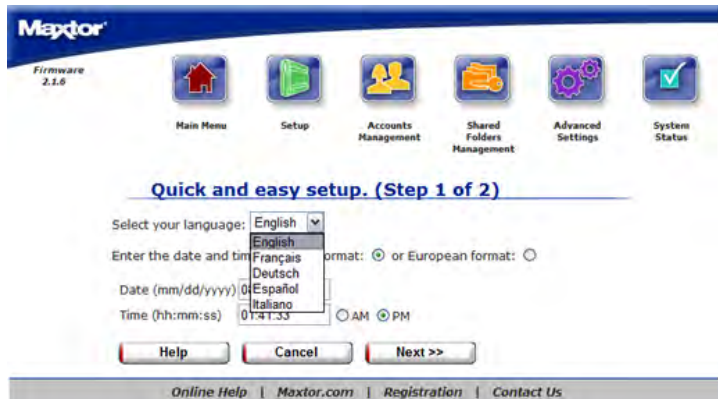 Maxtor
Firmware
2.1.6
Main Menu
Setup
Accounts
Management
Shared
Folders
Management
Advanced
Settings
System
Status
Quick and easy setup. (Step 1 of 2)
Select your language: English
English
Français
Deutsch
Español
Italiano
Enter the date and tim ormat: or European format:
Date (mm/dd/yyyy) 0
Time (hh:mm:ss) 01:41:33 AM PM
Help Cancel Next >>
Online Help | Maxtor.com | Registration | Contact Us